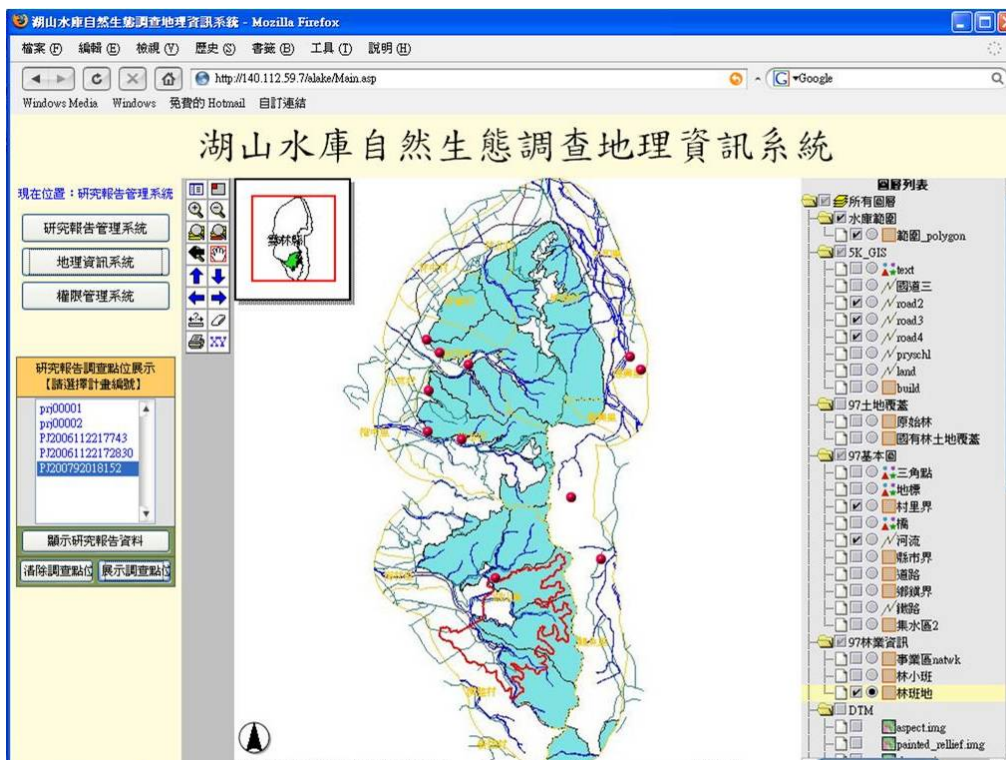 湖山水庫自然生態調查地理資訊系統 - Mozilla Firefox
檔案(F) 編輯(E) 檢視(V) 歷史(S) 書籤(B) 工具(T) 說明(H)
http://140.112.59.7/alake/Main.asp
Google
Windows Media Windows 免費的 Hotmail 自訂連結
湖山水庫自然生態調查地理資訊系統
現在位置：研究報告管理系統
研究報告管理系統
地理資訊系統
權限管理系統
研究報告調查點位展示
【請選擇計畫編號】
prj00001
prj00002
PJ2006112217743
PJ20061122172830
PJ200792018152
顯示研究報告資料
清除調查點位
展示調查點位
雲林縣
XY
圖層列表
所有圖層
水庫範圍
範圍_polygon
5K_GIS
text
國道三
road2
road3
road4
pryschl
land
build
97土地覆蓋
原始林
國有林土地覆蓋
97基本圖
三角點
地標
村里界
橋
河流
縣市界
道路
鄉鎮界
鐵路
集水區2
97林業資訊
事業區natwk
林小班
林班地
DTM
aspect.img
painted_rellief.img